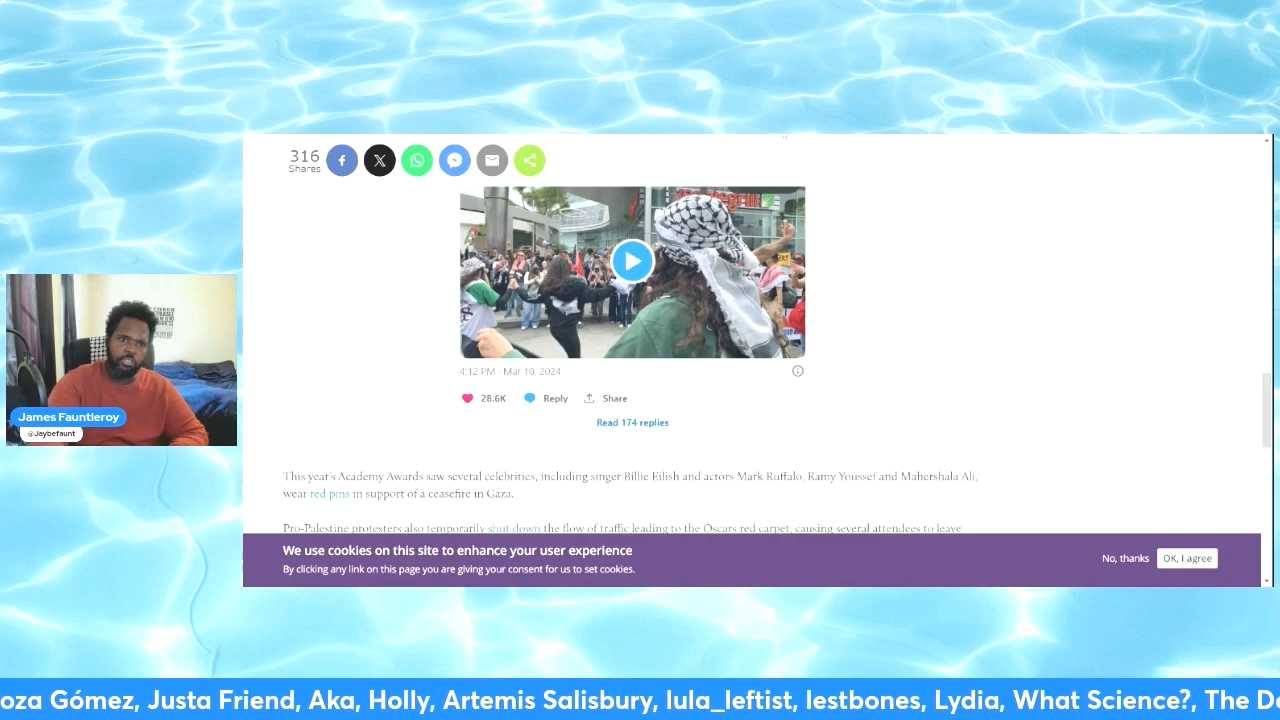 316
Shares
4:12 PM · Mar 10, 2024
28.6K Reply Share
Read 174 replies
This year's Academy Awards saw several celebrities, including singer Billie Eilish and actors Mark Ruffalo, Ramy Youssef and Mahershala Ali,
wear red pins in support of a ceasefire in Gaza.
Pro-Palestine protesters also temporarily shut down the flow of traffic leading to the Oscars red carpet, causing several attendees to leave
We use cookies on this site to enhance your user experience
By clicking any link on this page you are giving your consent for us to set cookies.
No, thanks OK, I agree
James Fauntleroy
@Jaybefaunt
oza Gómez, Justa Friend, Aka, Holly, Artemis Salisbury, lula_leftist, lestbones, Lydia, What Science?, The D